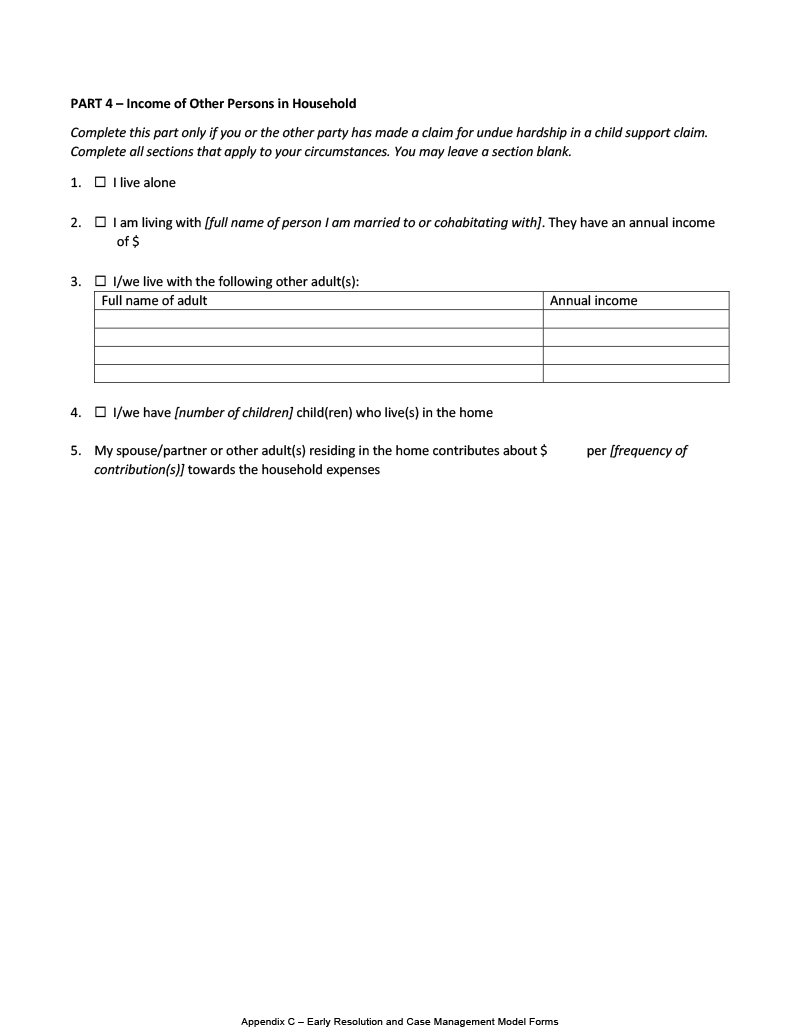 PART 4 – Income of Other Persons in Household
Complete this part only if you or the other party has made a claim for undue hardship in a child support claim.
Complete all sections that apply to your circumstances. You may leave a section blank.
1. ☐ I live alone
2. ☐ I am living with [full name of person I am married to or cohabitating with]. They have an annual income
of $
3. ☐ I/we live with the following other adult(s):
Full name of adult Annual income
4. ☐ I/we have [number of children] child(ren) who live(s) in the home
5. My spouse/partner or other adult(s) residing in the home contributes about $ per [frequency of
contribution(s)] towards the household expenses
Appendix C – Early Resolution and Case Management Model Forms